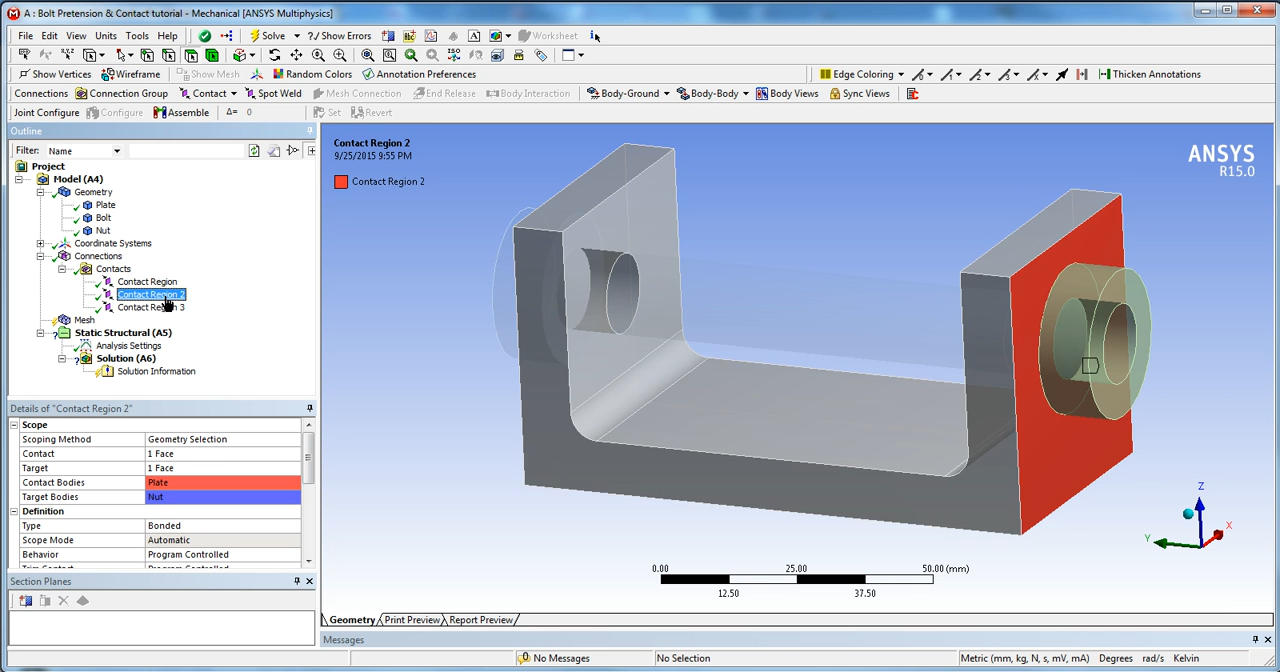 A : Bolt Pretension & Contact tutorial - Mechanical [ANSYS Multiphysics]
File Edit View Units Tools Help Solve ?/ Show Errors A Worksheet i
Show Vertices Wireframe Show Mesh Random Colors Annotation Preferences Edge Coloring Thicken Annotations
Connections Connection Group Contact Spot Weld Mesh Connection End Release Body Interaction Body-Ground Body-Body Body Views Sync Views
Joint Configure Configure Assemble Δ= 0 Set Revert
Outline
Filter: Name
Project
Model (A4)
Geometry
Plate
Bolt
Nut
Coordinate Systems
Connections
Contacts
Contact Region
Contact Region 2
Contact Region 3
Mesh
Static Structural (A5)
Analysis Settings
Solution (A6)
Solution Information
Details of "Contact Region 2"
Scope
Scoping Method Geometry Selection
Contact 1 Face
Target 1 Face
Contact Bodies Plate
Target Bodies Nut
Definition
Type Bonded
Scope Mode Automatic
Behavior Program Controlled
Trim Contact Program Controlled
Section Planes
Contact Region 2
9/25/2015 9:55 PM
Contact Region 2
ANSYS
R15.0
Z
X
Y
0.00 25.00 50.00 (mm)
12.50 37.50
Geometry Print Preview Report Preview
Messages
0 No Messages No Selection Metric (mm, kg, N, s, mV, mA) Degrees rad/s Kelvin